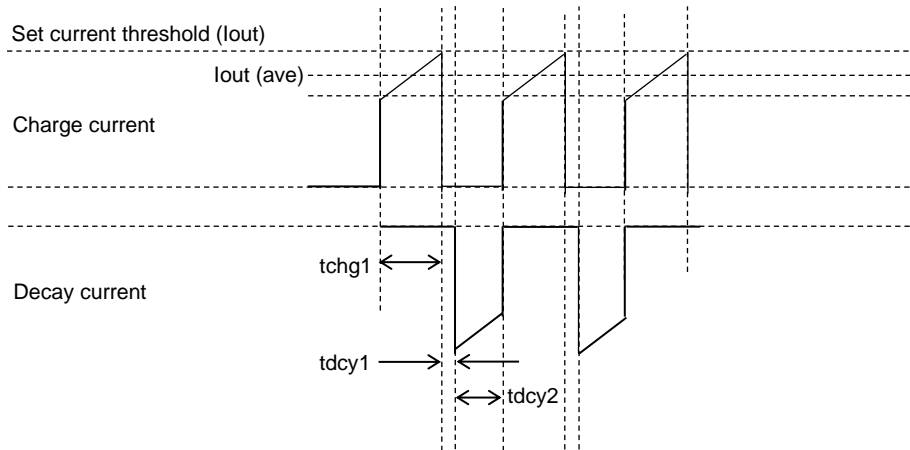 Set current threshold (Iout)
Iout (ave)
Charge current
tchg1
Decay current
tdcy1
tdcy2